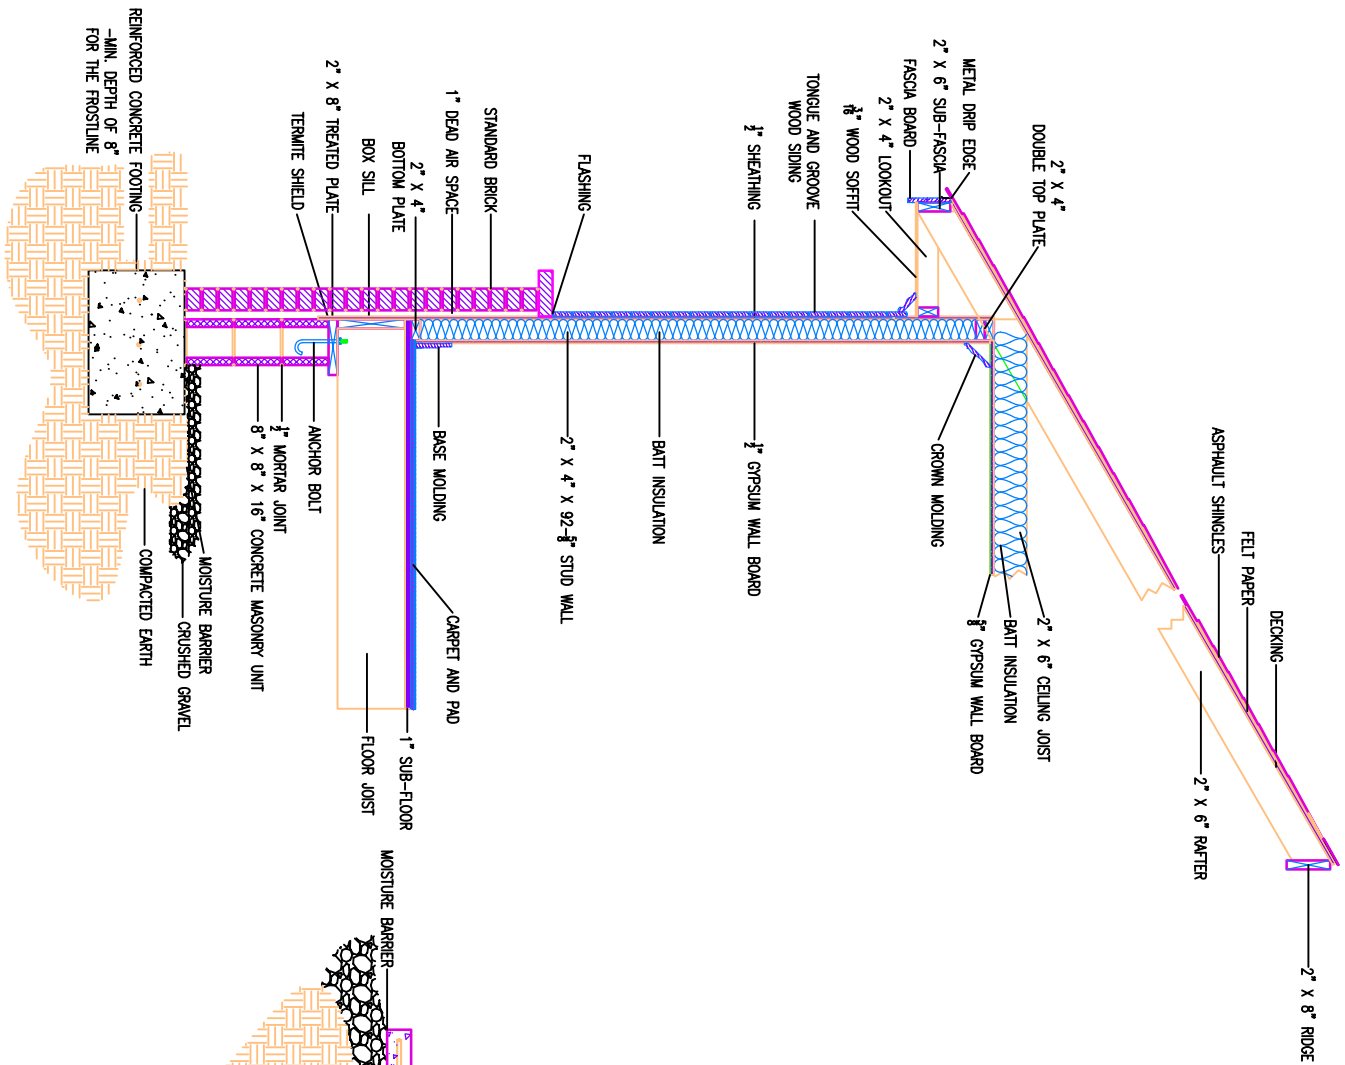 2" X 8" RIDGE
DECKING
FELT PAPER
ASPHAULT SHINGLES
2" X 6" RAFTER
2" X 4"
DOUBLE TOP PLATE
METAL DRIP EDGE
2" X 6" SUB-FASCIA
FASCIA BOARD
2" X 4" LOOKOUT
3/16" WOOD SOFFIT
TONGUE AND GROOVE
WOOD SIDING
1/2" SHEATHING
FLASHING
STANDARD BRICK
1" DEAD AIR SPACE
2" X 4"
BOTTOM PLATE
BOX SILL
2" X 8" TREATED PLATE
TERMITE SHIELD
REINFORCED CONCRETE FOOTING
-MIN. DEPTH OF 8"
FOR THE FROSTLINE
2" X 6" CEILING JOIST
BATT INSULATION
5/8" GYPSUM WALL BOARD
CROWN MOLDING
1/2" GYPSUM WALL BOARD
BATT INSULATION
2" X 4" X 92-5/8" STUD WALL
BASE MOLDING
CARPET AND PAD
1" SUB-FLOOR
FLOOR JOIST
ANCHOR BOLT
1/2" MORTAR JOINT
8" X 8" X 16" CONCRETE MASONRY UNIT
MOISTURE BARRIER
CRUSHED GRAVEL
COMPACTED EARTH
MOISTURE BARRIER